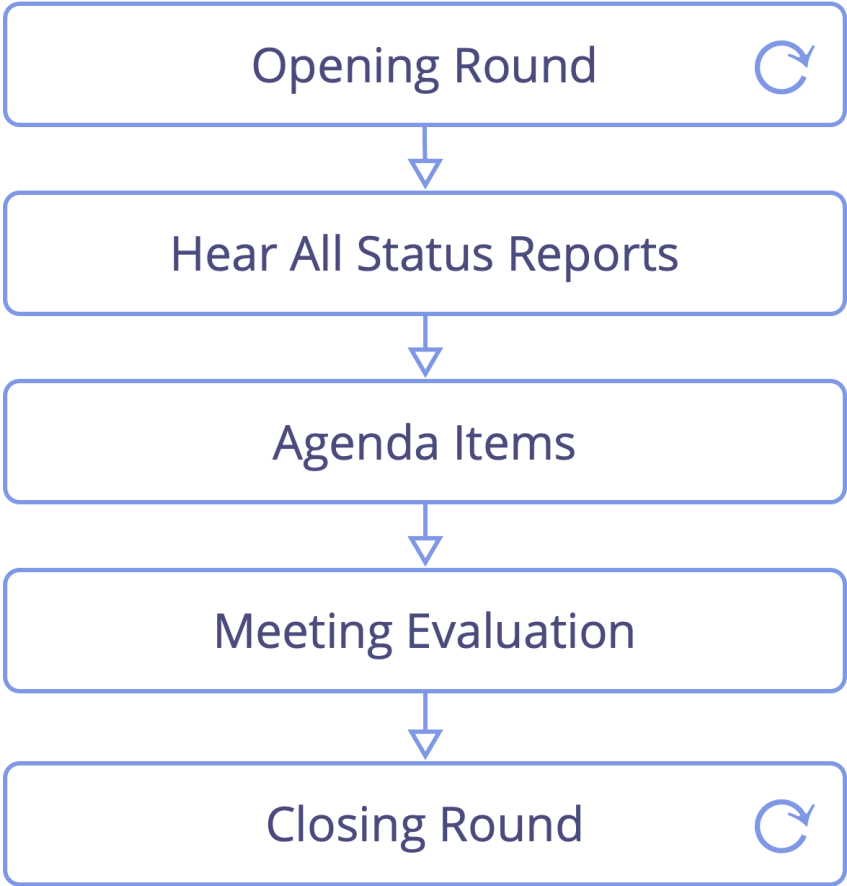 Opening Round
Hear All Status Reports
Agenda Items
Meeting Evaluation
Closing Round